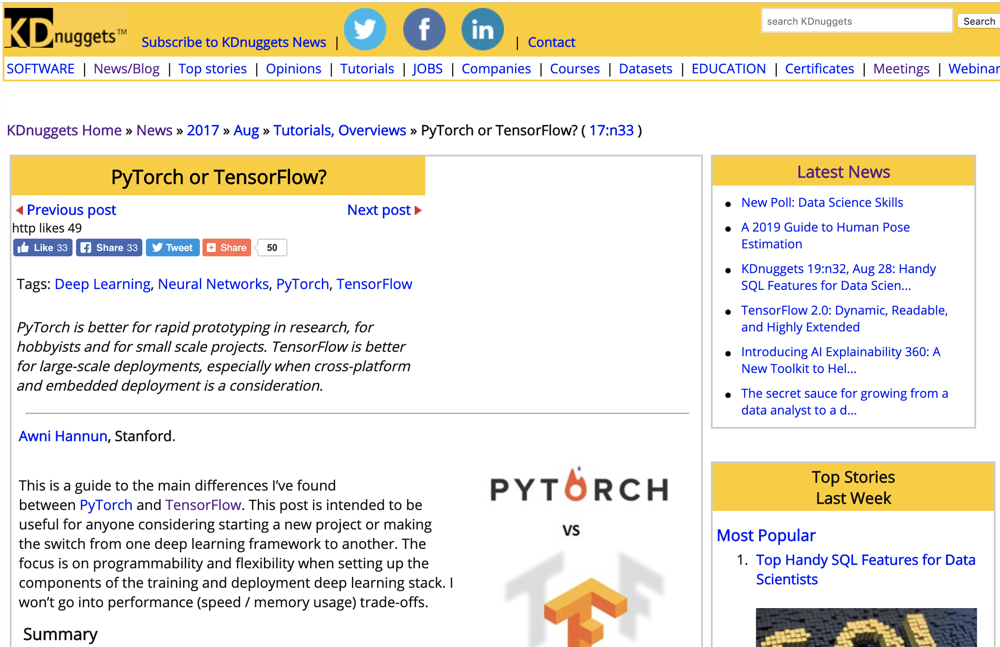 KDnuggets™
Subscribe to KDnuggets News | | Contact
search KDnuggets
Search
SOFTWARE | News/Blog | Top stories | Opinions | Tutorials | JOBS | Companies | Courses | Datasets | EDUCATION | Certificates | Meetings | Webinar
KDnuggets Home » News » 2017 » Aug » Tutorials, Overviews » PyTorch or TensorFlow? ( 17:n33 )
PyTorch or TensorFlow?
Previous post
Next post
http likes 49
Like 33
Share 33
Tweet
Share
50
Tags: Deep Learning, Neural Networks, PyTorch, TensorFlow
PyTorch is better for rapid prototyping in research, for
hobbyists and for small scale projects. TensorFlow is better
for large-scale deployments, especially when cross-platform
and embedded deployment is a consideration.
Awni Hannun, Stanford.
This is a guide to the main differences I’ve found
between PyTorch and TensorFlow. This post is intended to be
useful for anyone considering starting a new project or making
the switch from one deep learning framework to another. The
focus is on programmability and flexibility when setting up the
components of the training and deployment deep learning stack. I
won’t go into performance (speed / memory usage) trade-offs.
Summary
PYTORCH
VS
Latest News
New Poll: Data Science Skills
A 2019 Guide to Human Pose
Estimation
KDnuggets 19:n32, Aug 28: Handy
SQL Features for Data Scien...
TensorFlow 2.0: Dynamic, Readable,
and Highly Extended
Introducing AI Explainability 360: A
New Toolkit to Hel...
The secret sauce for growing from a
data analyst to a d...
Top Stories
Last Week
Most Popular
1. Top Handy SQL Features for Data
Scientists